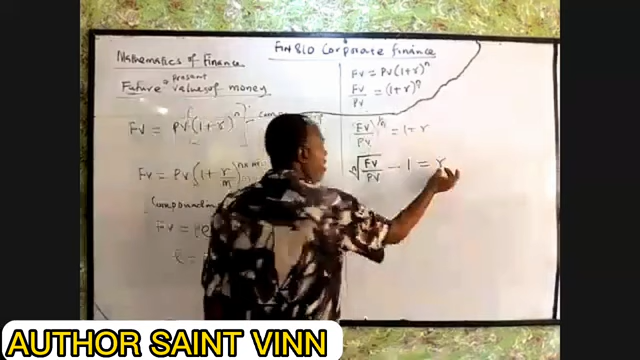 FIN 810 Corporate finance
Mathematics of Finance
Future & present values of money
FV = PV(1 + r)^n
FV = PV(1 + r/m)
Compounding
FV =
FV = PV(1+r)^n
FV/PV = (1+r)^n
(FV/PV)^1/n = 1+r
n√(FV/PV) − 1 = r
AUTHOR SAINT VINN